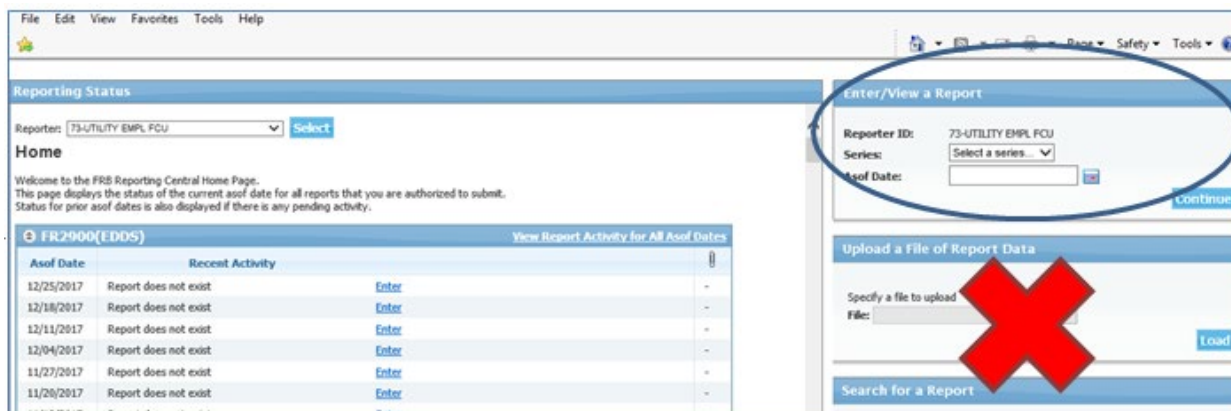 File Edit View Favorites Tools Help
Page Safety Tools
Reporting Status
Reporter: 73-UTILITY EMPL FCU Select
Home
Welcome to the FRB Reporting Central Home Page.
This page displays the status of the current asof date for all reports that you are authorized to submit.
Status for prior asof dates is also displayed if there is any pending activity.
FR2900(EDDS) View Report Activity for All Asof Dates
Asof Date Recent Activity
12/25/2017 Report does not exist Enter -
12/18/2017 Report does not exist Enter -
12/11/2017 Report does not exist Enter -
12/04/2017 Report does not exist Enter -
11/27/2017 Report does not exist Enter -
11/20/2017 Report does not exist Enter -
Enter/View a Report
Reporter ID: 73-UTILITY EMPL FCU
Series: Select a series...
Asof Date:
Continue
Upload a File of Report Data
Specify a file to upload
File:
Load
Search for a Report